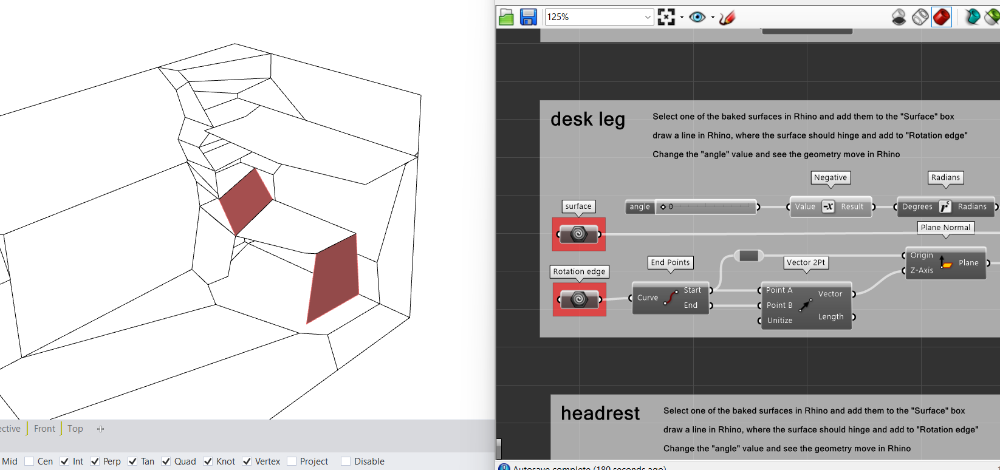 125%
desk leg
Select one of the baked surfaces in Rhino and add them to the "Surface" box
draw a line in Rhino, where the surface should hinge and add to "Rotation edge"
Change the "angle" value and see the geometry move in Rhino
Negative
Radians
surface
angle
0
Value -x Result
Degrees r Radians
Plane Normal
Rotation edge
End Points
Vector 2Pt
Origin
Z-Axis
Plane
Curve
Start
End
Point A
Point B
Unitize
Vector
Length
headrest
Select one of the baked surfaces in Rhino and add them to the "Surface" box
draw a line in Rhino, where the surface should hinge and add to "Rotation edge"
Change the "angle" value and see the geometry move in Rhino
ective Front Top
Mid Cen Int Perp Tan Quad Knot Vertex Project Disable
Autosave complete (180 seconds ago)